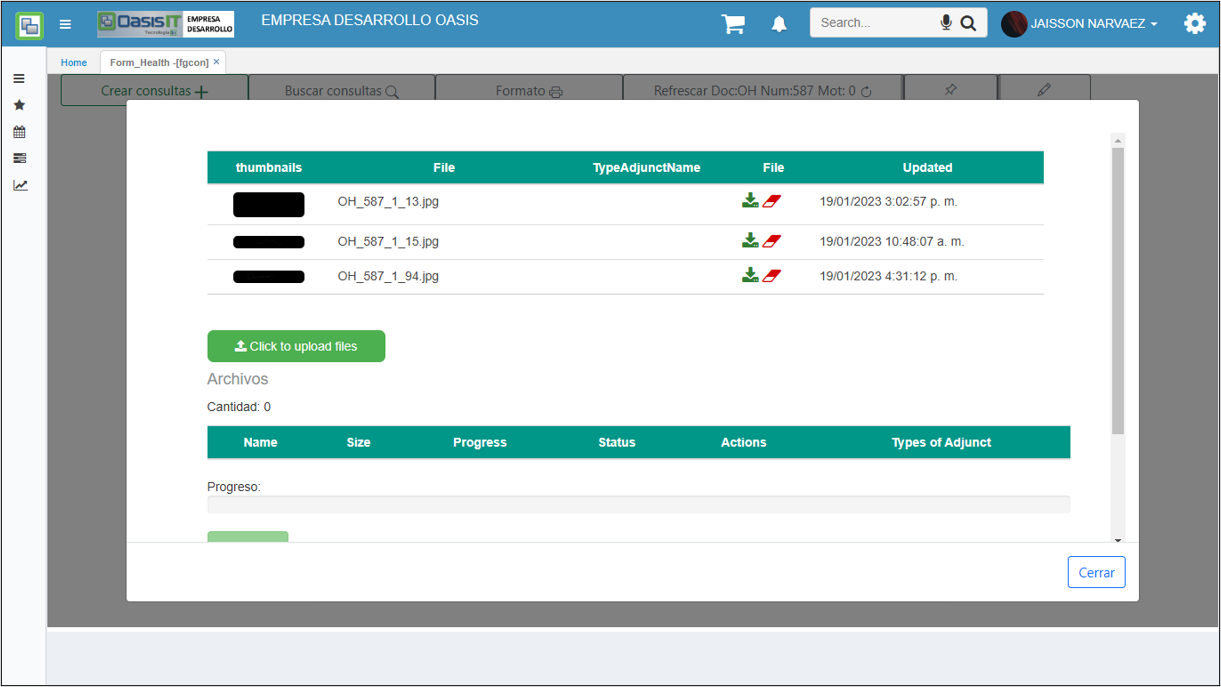 OasisIT
Tecnología
EMPRESA
DESARROLLO
EMPRESA DESARROLLO OASIS
Search...
JAISSON NARVAEZ
Home
Form_Health -[fgcon] ×
Crear consultas
Buscar consultas
Formato
Refrescar Doc:OH Num:587 Mot: 0
thumbnails File TypeAdjunctName File Updated
OH_587_1_13.jpg 19/01/2023 3:02:57 p. m.
OH_587_1_15.jpg 19/01/2023 10:48:07 a. m.
OH_587_1_94.jpg 19/01/2023 4:31:12 p. m.
Click to upload files
Archivos
Cantidad: 0
Name Size Progress Status Actions Types of Adjunct
Progreso:
Cerrar